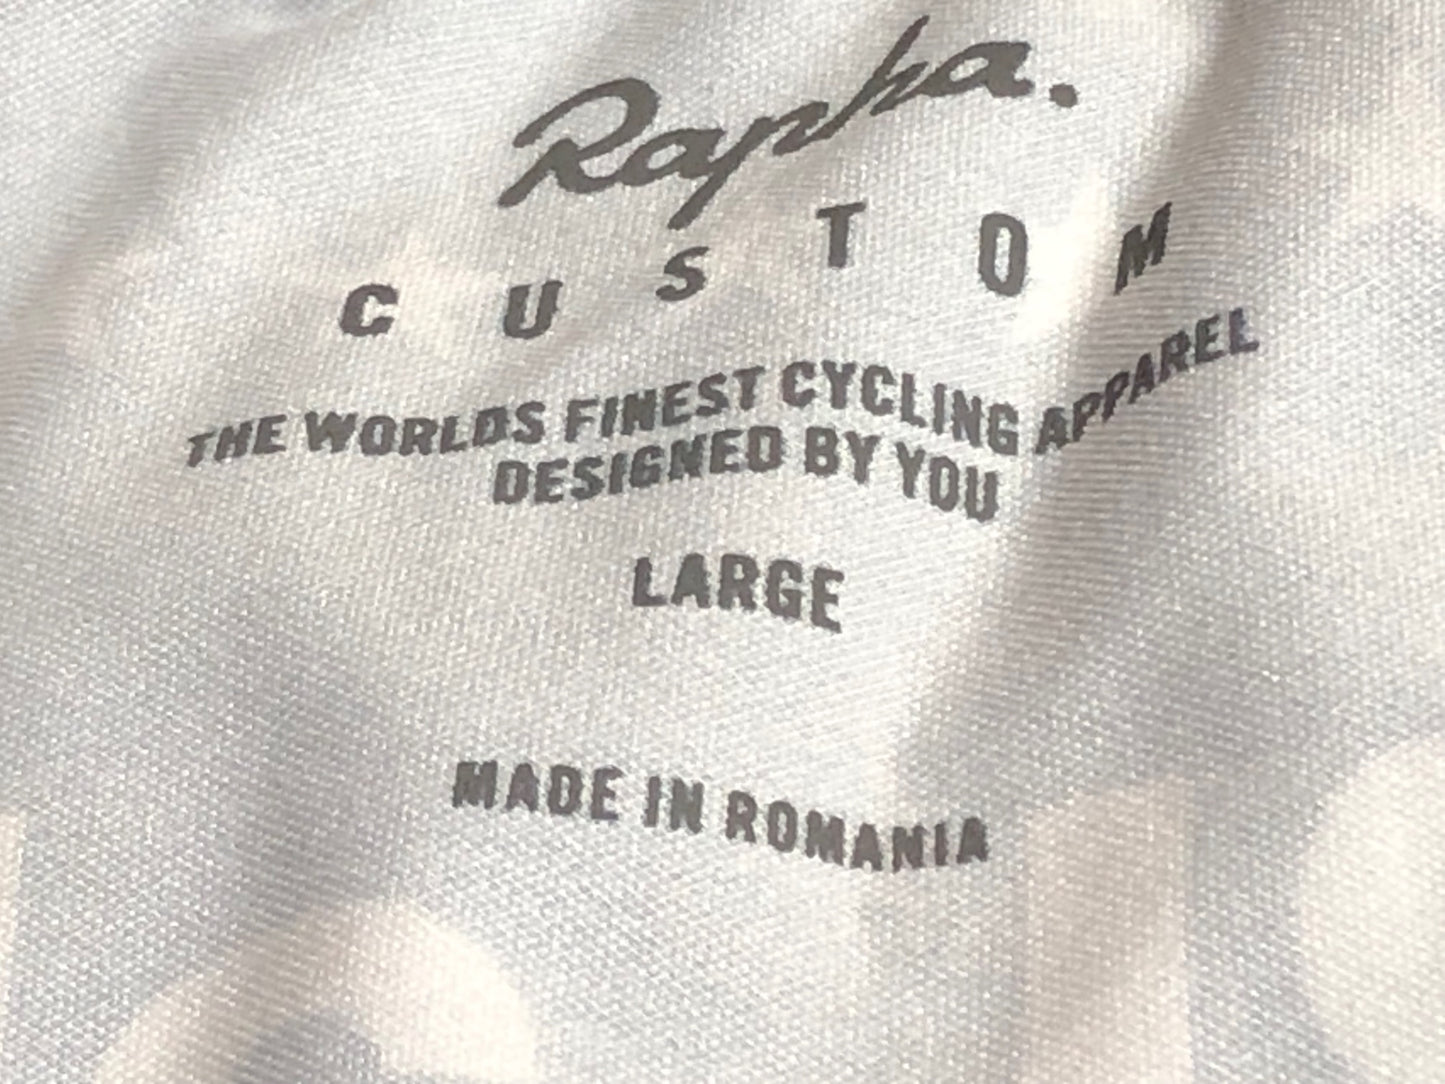 Rapha.
CUSTOM
THE WORLDS FINEST CYCLING APPAREL
DESIGNED BY YOU
LARGE
MADE IN ROMANIA